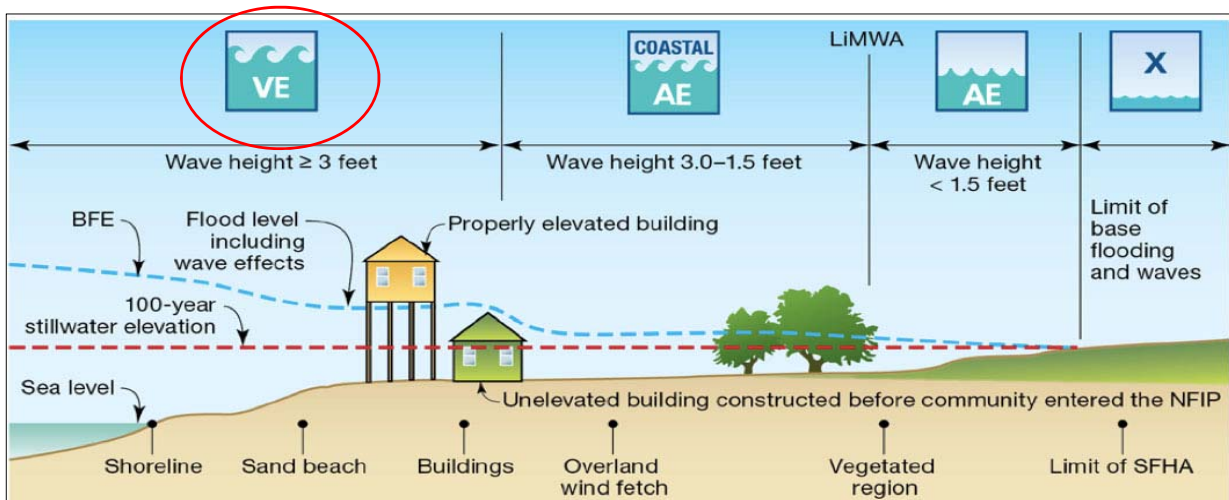 VE
COASTAL
AE
LiMWA
AE
X
Wave height ≥ 3 feet
Wave height 3.0–1.5 feet
Wave height
< 1.5 feet
BFE
Flood level
including
wave effects
Properly elevated building
Limit of
base
flooding
and waves
100-year
stillwater elevation
Sea level
Unelevated building constructed before community entered the NFIP
Shoreline
Sand beach
Buildings
Overland
wind fetch
Vegetated
region
Limit of SFHA